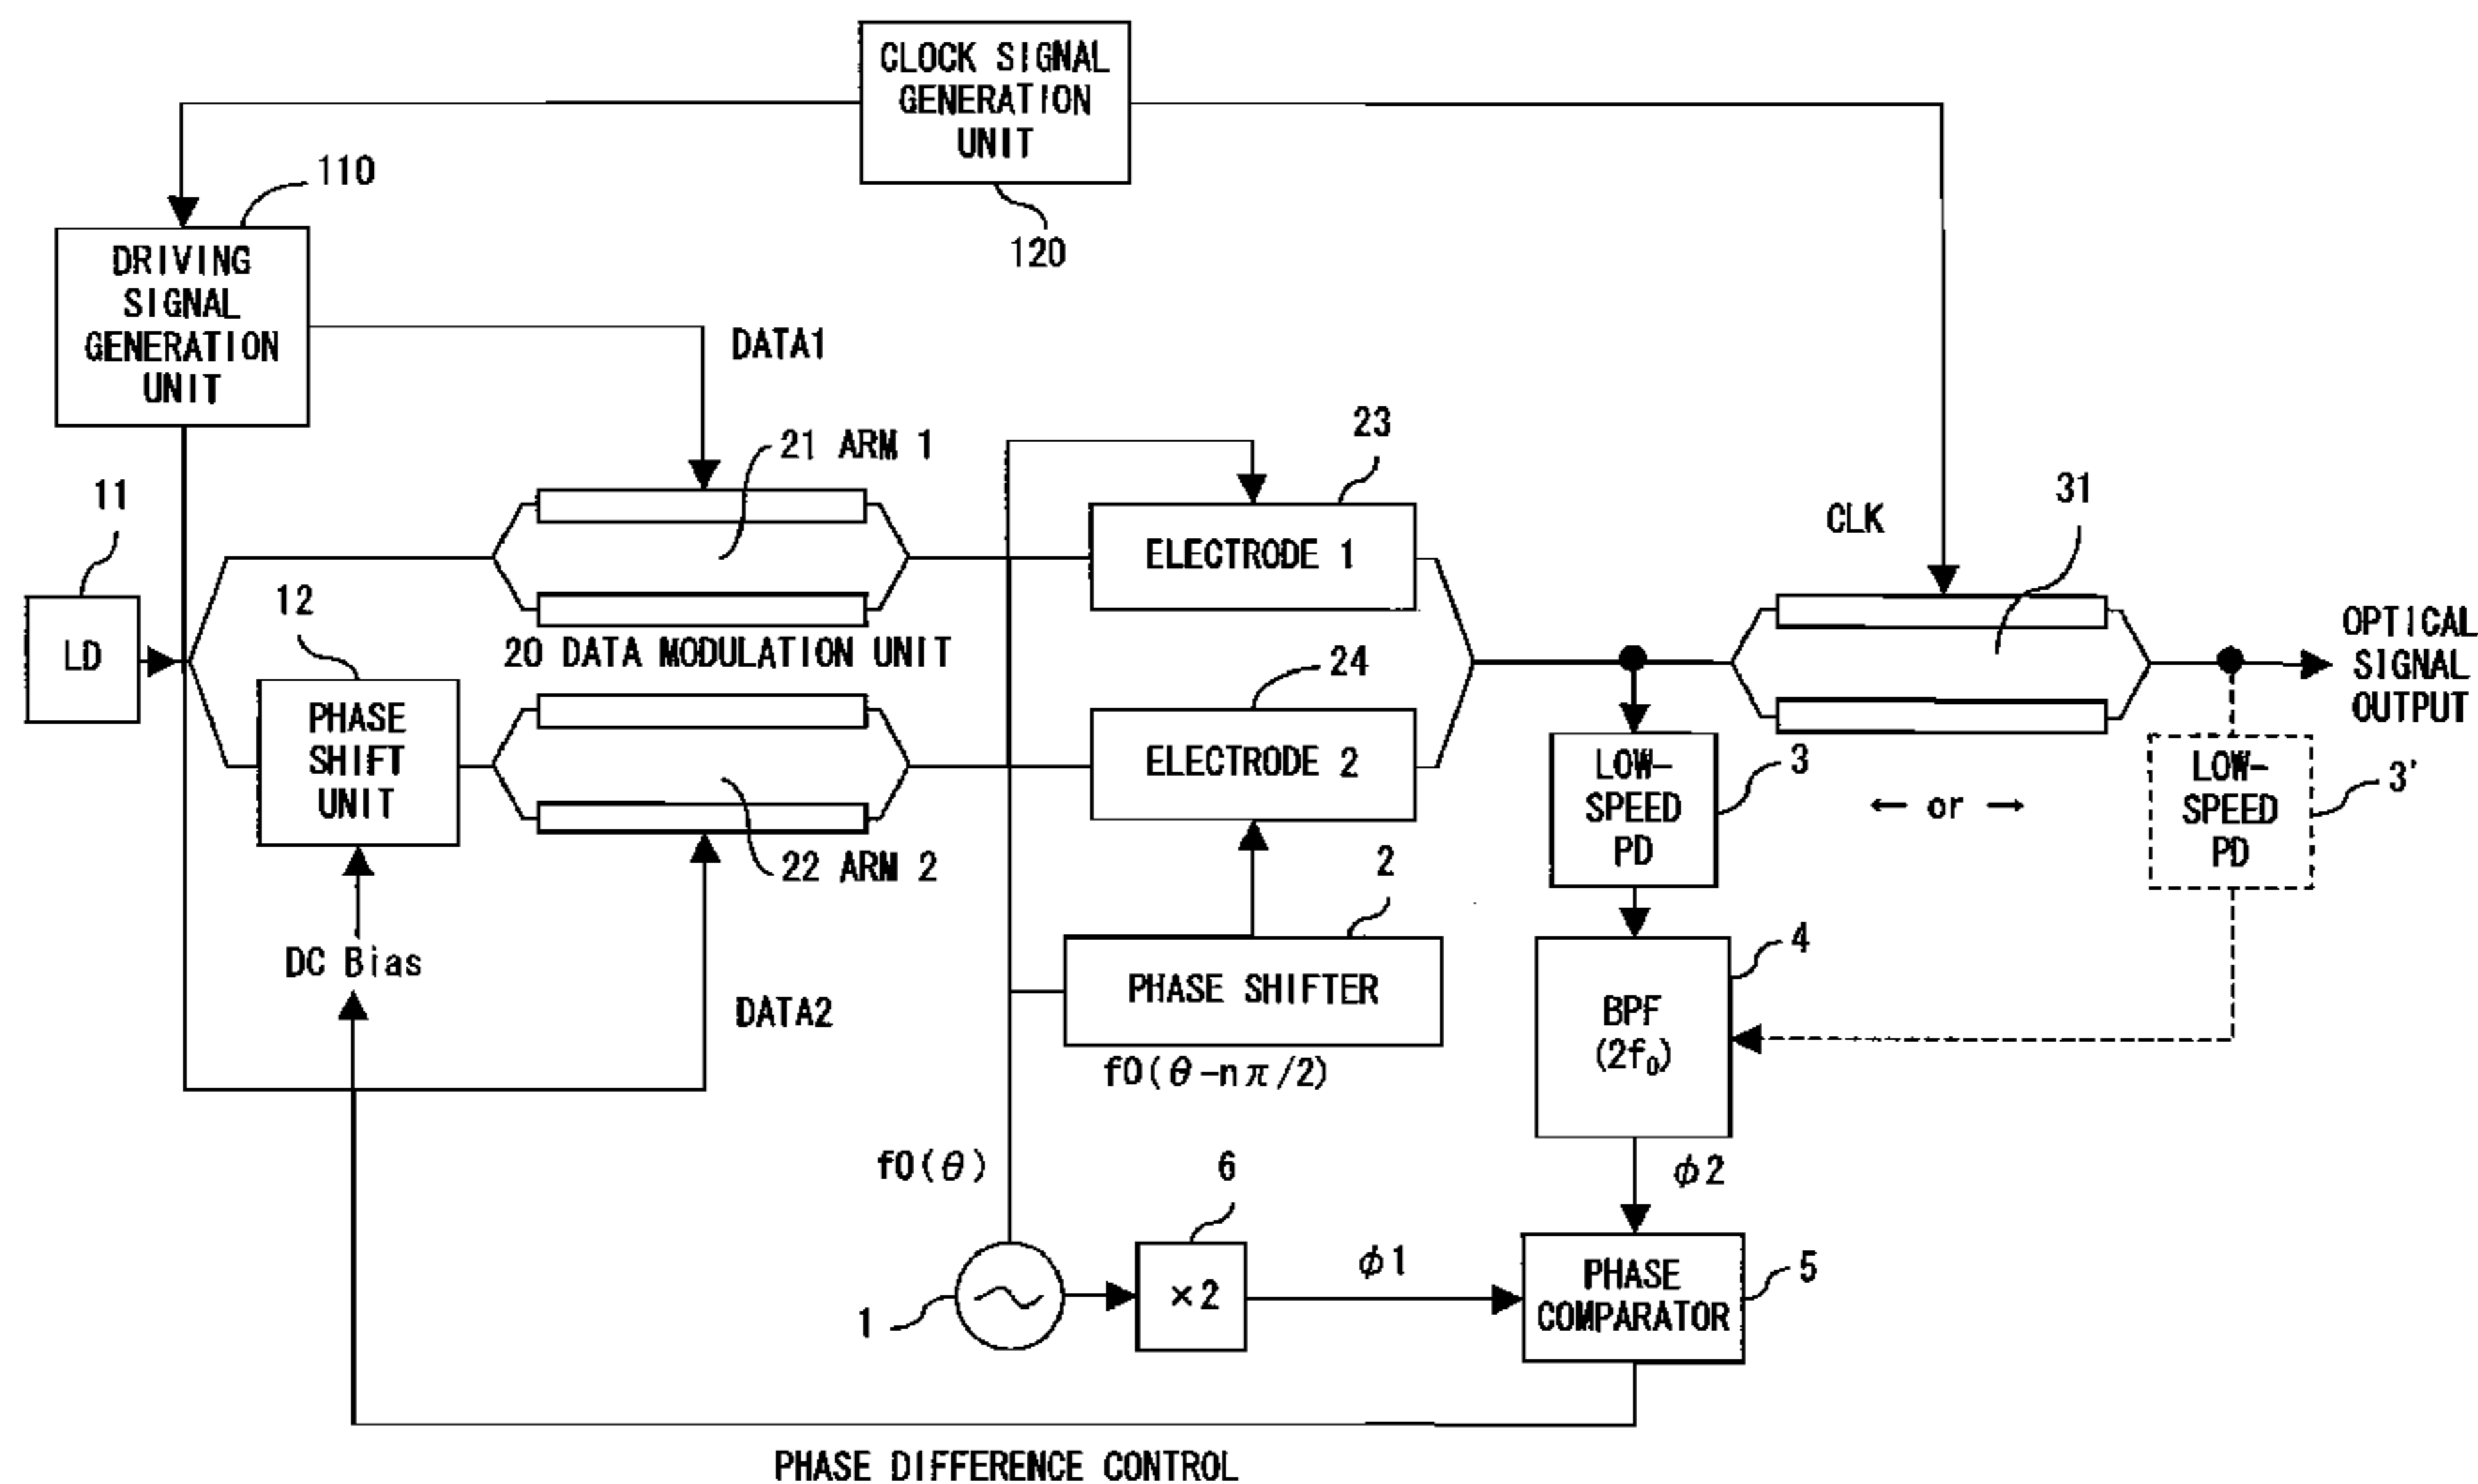 CLOCK SIGNAL
GENERATION
UNIT
120
110
DRIVING
SIGNAL
GENERATION
UNIT
DATA1
21 ARM 1
23
ELECTRODE 1
CLK
31
11
LD
12
PHASE
SHIFT
UNIT
20 DATA MODULATION UNIT
22 ARM 2
24
ELECTRODE 2
OPTICAL
SIGNAL
OUTPUT
LOW-
SPEED
PD
3
← or →
LOW-
SPEED
PD
3'
DC Bias
DATA2
2
PHASE SHIFTER
f0(θ-nπ/2)
4
BPF
(2f₀)
f0(θ)
6
ϕ2
1
×2
ϕ1
PHASE
COMPARATOR
5
PHASE DIFFERENCE CONTROL